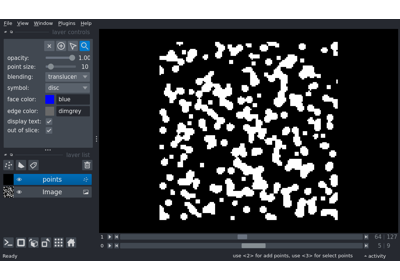 File View Window Plugins Help
layer controls
opacity: 1.00
point size: 10
blending: translucen
symbol: disc
face color: blue
edge color: dimgrey
display text:
out of slice:
layer list
points
Image
1 64 127
0 5 9
Ready use <2> for add points, use <3> for select points activity